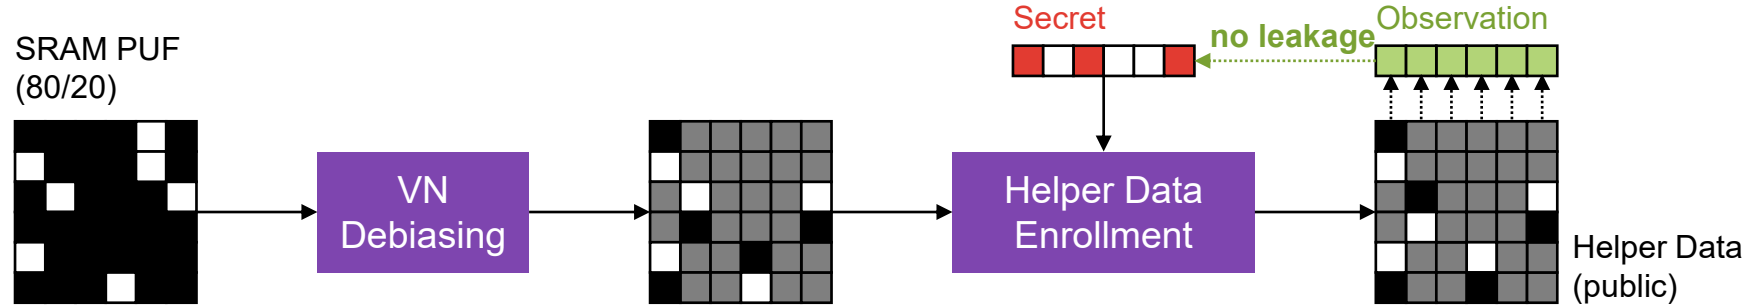 SRAM PUF
(80/20)
VN
Debiasing
Secret
no leakage
Observation
Helper Data
Enrollment
Helper Data
(public)